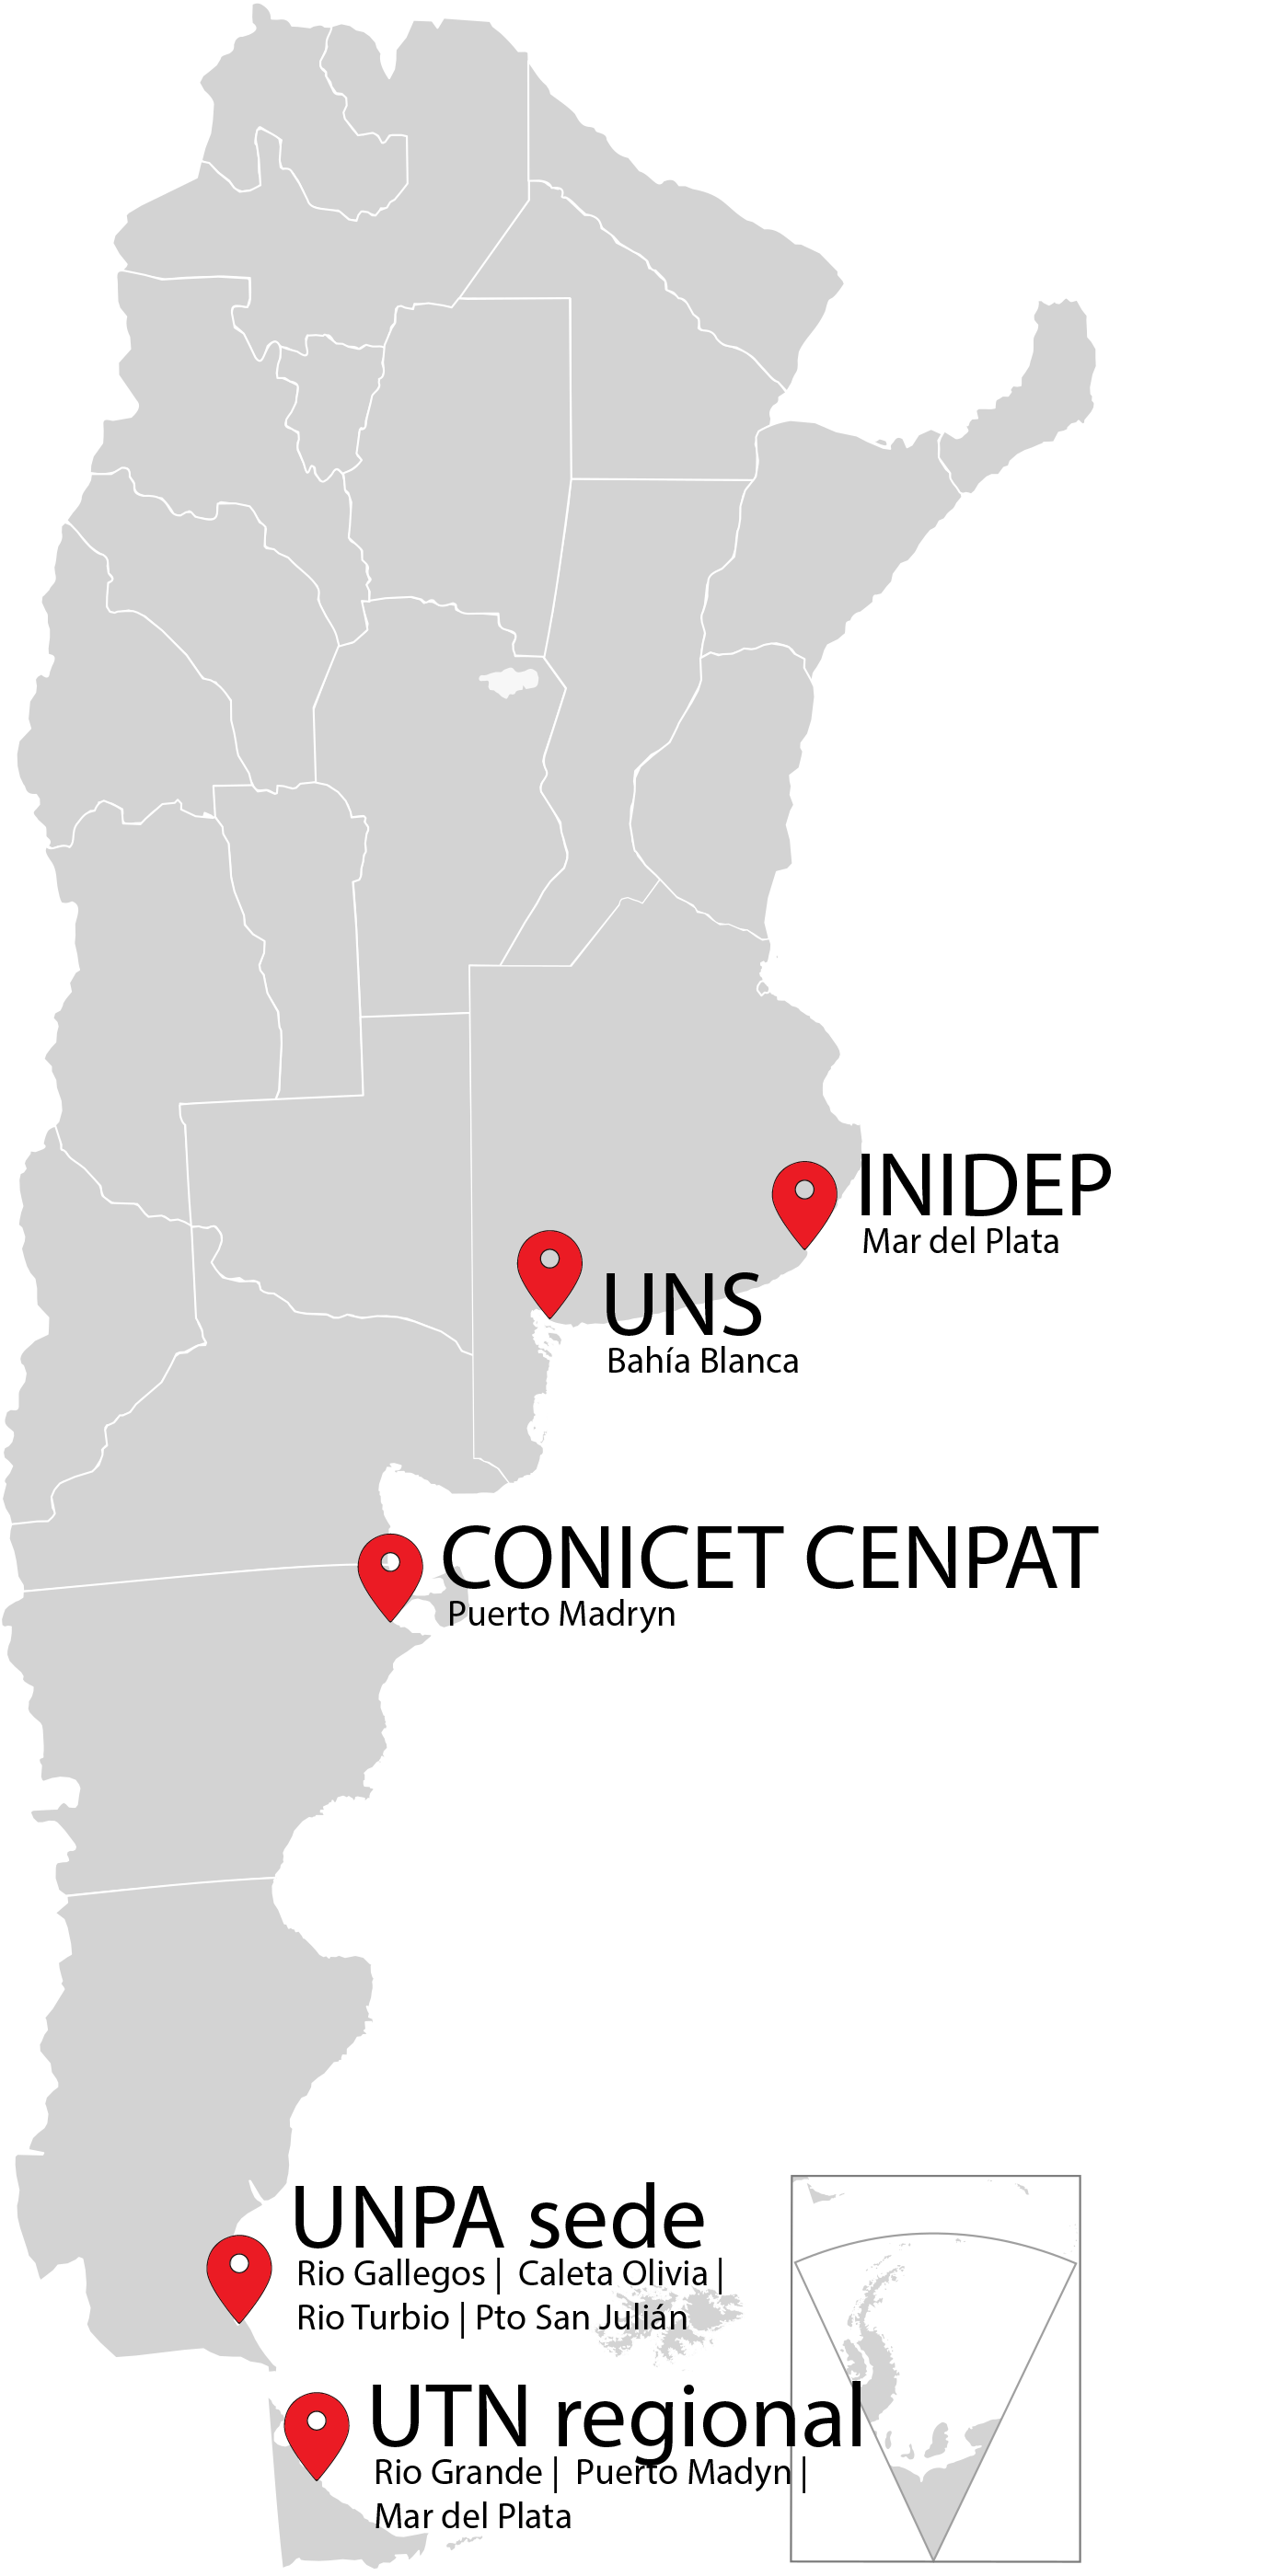 INIDEP
Mar del Plata
UNS
Bahía Blanca
CONICET CENPAT
Puerto Madryn
UNPA sede
Rio Gallegos | Caleta Olivia |
Rio Turbio | Pto San Julián
UTN regional
Rio Grande | Puerto Madyn |
Mar del Plata